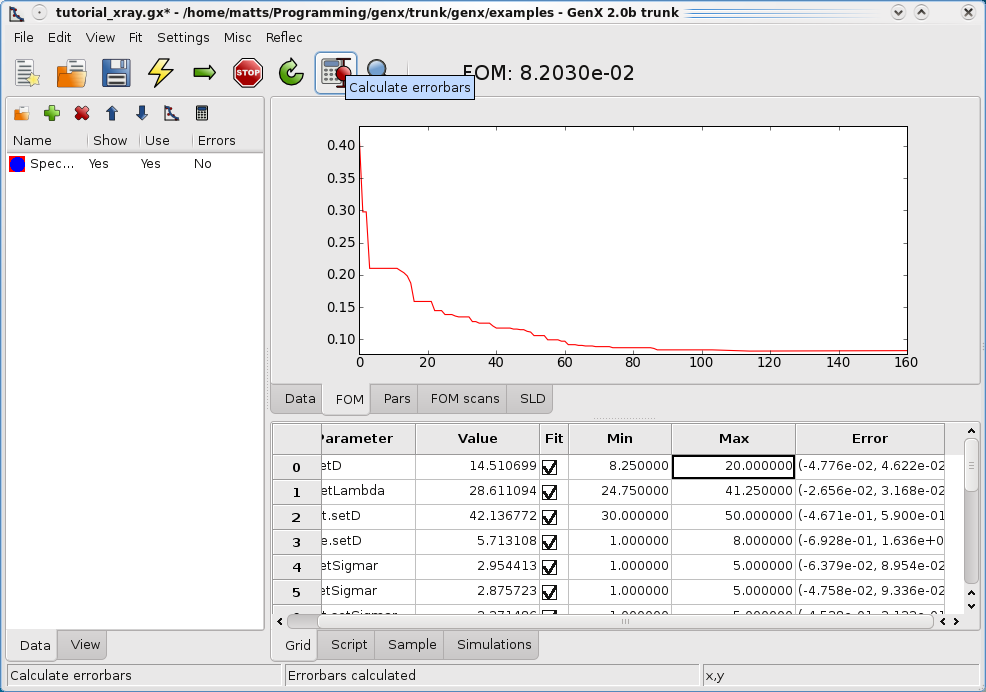 tutorial_xray.gx* - /home/matts/Programming/genx/trunk/genx/examples - GenX 2.0b trunk
File Edit View Fit Settings Misc Reflec
STOP
FOM: 8.2030e-02
Calculate errorbars
Name Show Use Errors
Spec... Yes Yes No
0.40
0.35
0.30
0.25
0.20
0.15
0.10
0 20 40 60 80 100 120 140 160
Data FOM Pars FOM scans SLD
Parameter Value Fit Min Max Error
0 etD 14.510699 8.250000 20.000000 (-4.776e-02, 4.622e-02
1 etLambda 28.611094 24.750000 41.250000 (-2.656e-02, 3.168e-02
2 t.setD 42.136772 30.000000 50.000000 (-4.671e-01, 5.900e-01
3 e.setD 5.713108 1.000000 8.000000 (-6.928e-01, 1.636e+0
4 etSigmar 2.954413 1.000000 5.000000 (-6.379e-02, 8.954e-02
5 etSigmar 2.875723 1.000000 5.000000 (-4.758e-02, 9.336e-02
Data View
Grid Script Sample Simulations
Calculate errorbars Errorbars calculated x,y